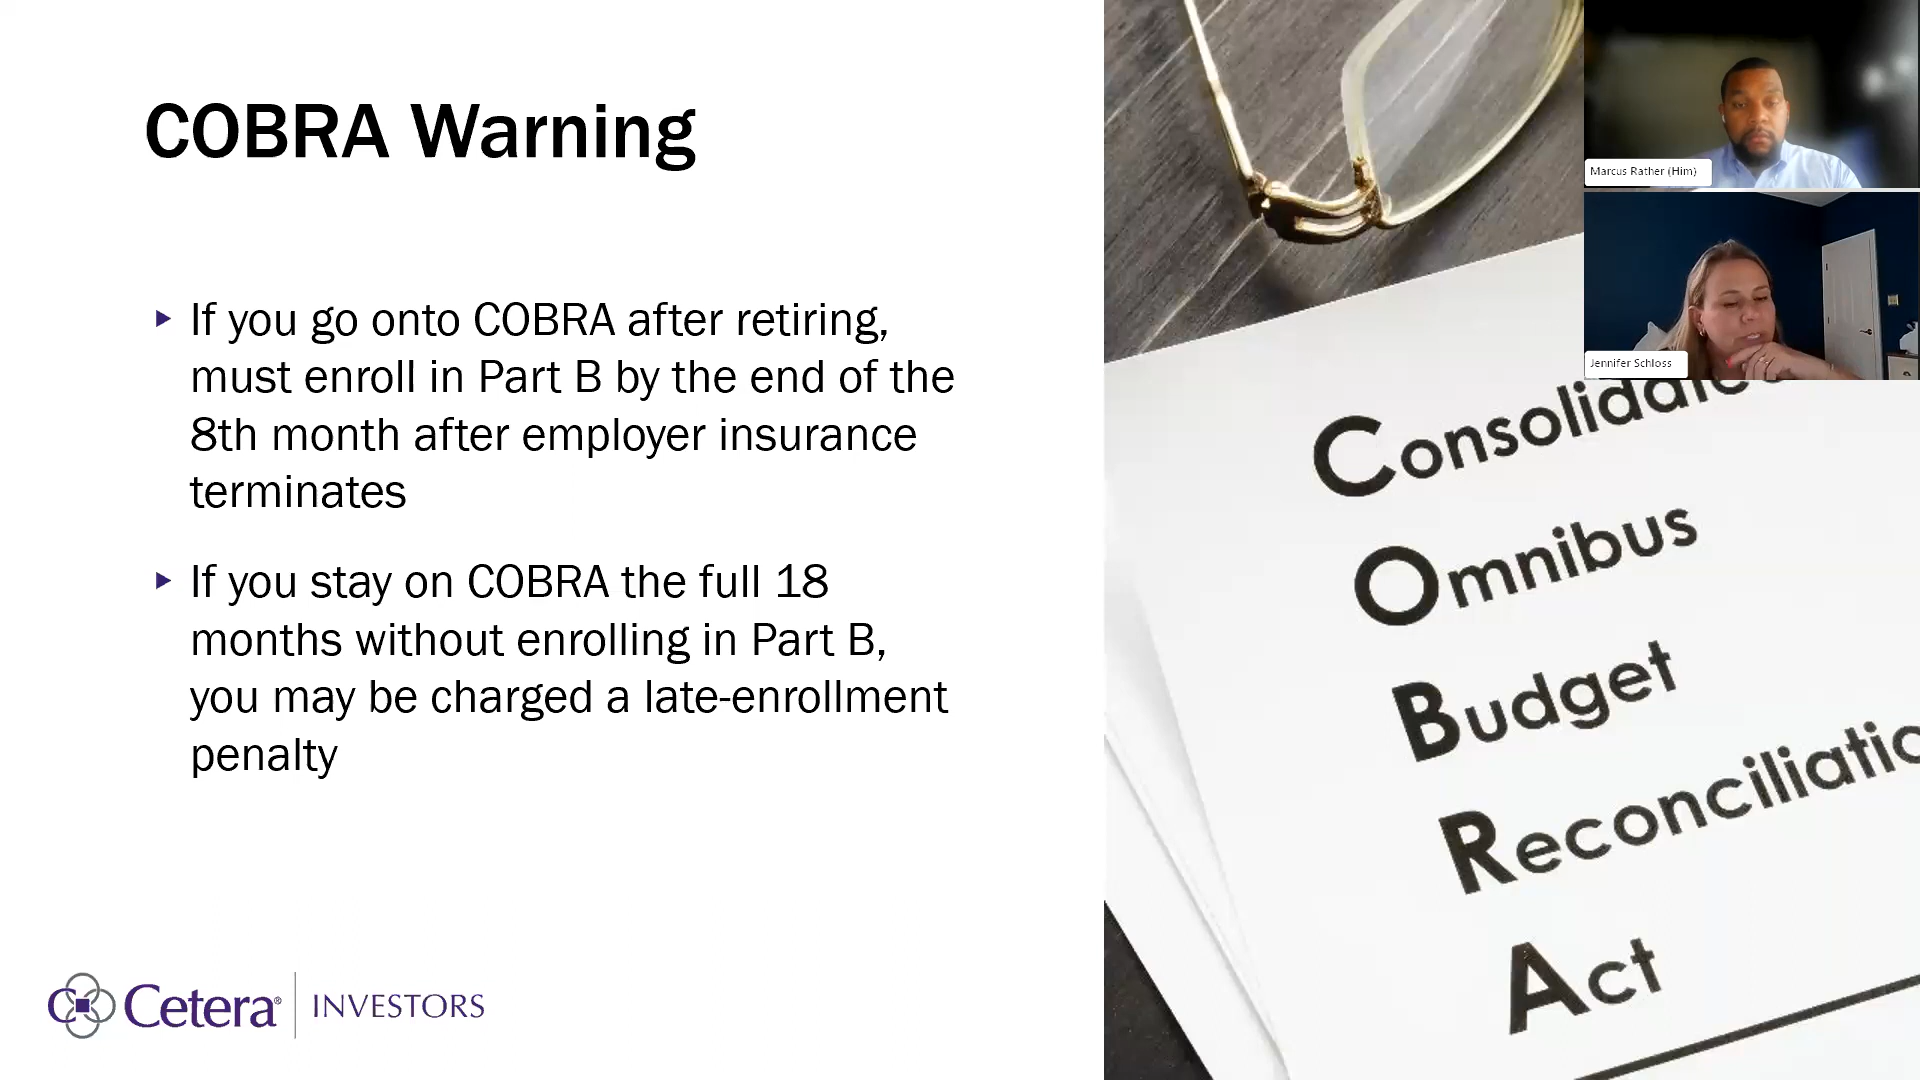 COBRA Warning
If you go onto COBRA after retiring,
must enroll in Part B by the end of the
8th month after employer insurance
terminates
If you stay on COBRA the full 18
months without enrolling in Part B,
you may be charged a late-enrollment
penalty
Cetera® INVESTORS
Marcus Rather (Him)
Jennifer Schloss
Omnibus
Budget
Act